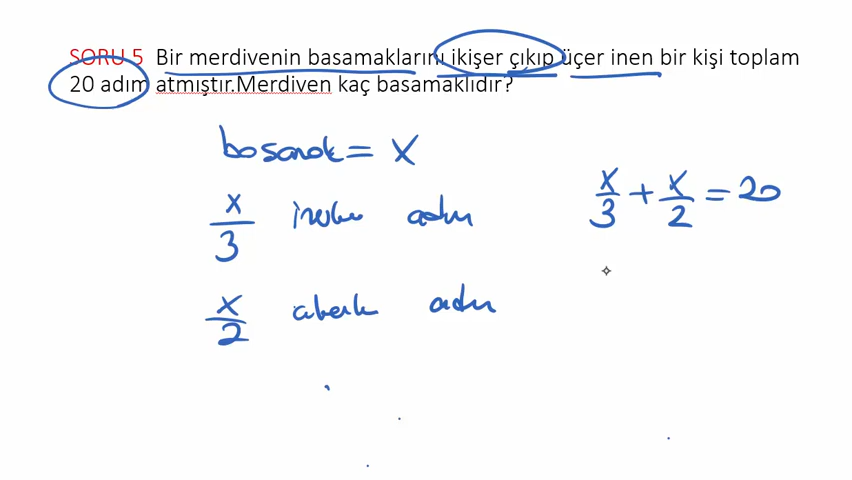 SORU 5 Bir merdivenin basamaklarını ikişer çıkıp üçer inen bir kişi toplam
20 adım atmıştır.Merdiven kaç basamaklıdır?
basamak = x
x/3 inerken adım
x/3 + x/2 = 20
x/2 çıkarken adım